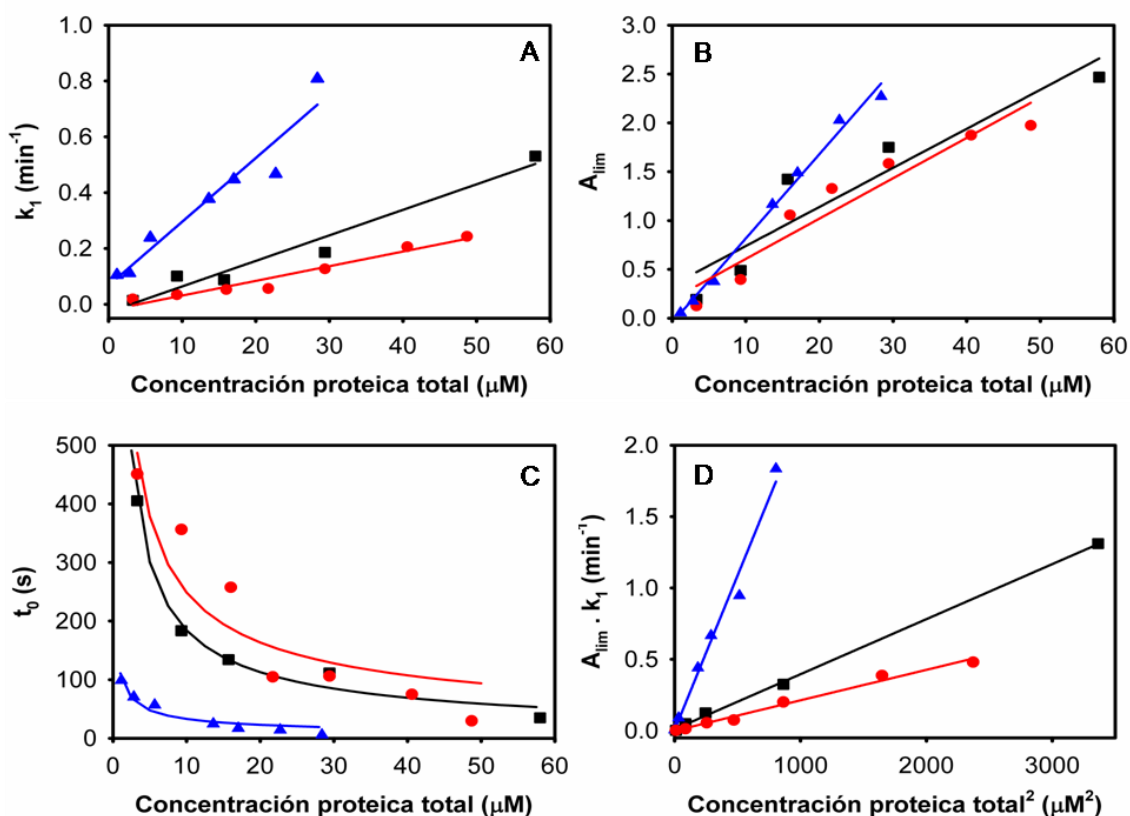 A
k₁ (min⁻¹)
1.0
0.8
0.6
0.4
0.2
0.0
0 10 20 30 40 50 60
Concentración proteica total (μM)
B
A_lim
3.0
2.5
2.0
1.5
1.0
0.5
0.0
0 10 20 30 40 50 60
Concentración proteica total (μM)
C
t₀ (s)
500
400
300
200
100
0
0 10 20 30 40 50 60
Concentración proteica total (μM)
D
A_lim · k₁ (min⁻¹)
2.0
1.5
1.0
0.5
0.0
0 1000 2000 3000
Concentración proteica total² (μM²)